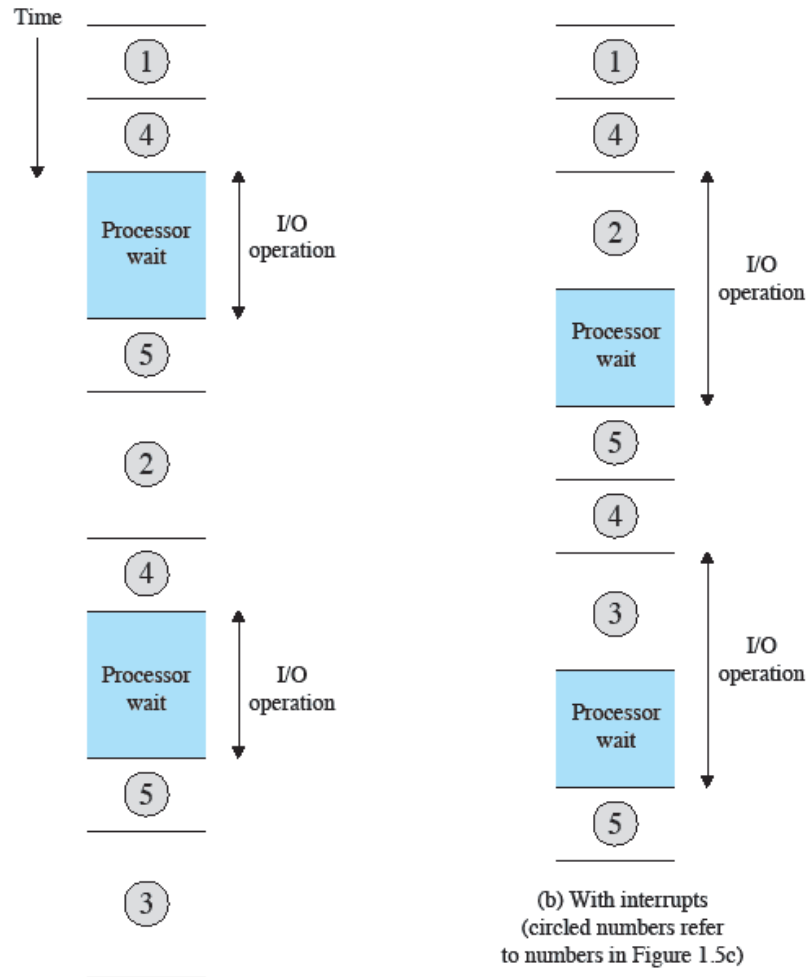 Time
1
4
Processor
wait
I/O
operation
5
2
4
Processor
wait
I/O
operation
5
3
1
4
2
I/O
operation
Processor
wait
5
4
3
I/O
operation
Processor
wait
5
(b) With interrupts
(circled numbers refer
to numbers in Figure 1.5c)